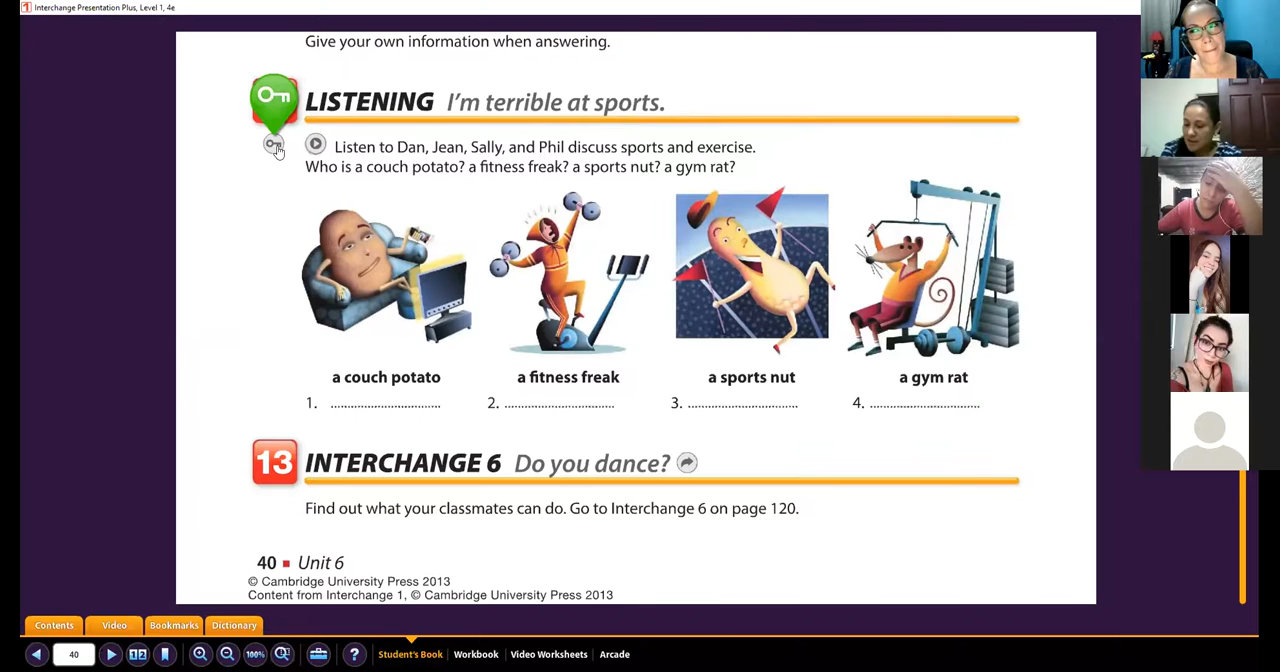 Interchange Presentation Plus, Level 1, 4e
Give your own information when answering.
LISTENING I'm terrible at sports.
Listen to Dan, Jean, Sally, and Phil discuss sports and exercise.
Who is a couch potato? a fitness freak? a sports nut? a gym rat?
a couch potato a fitness freak a sports nut a gym rat
1. ............................ 2. ............................ 3. ............................ 4. ............................
13 INTERCHANGE 6 Do you dance?
Find out what your classmates can do. Go to Interchange 6 on page 120.
40 ■ Unit 6
© Cambridge University Press 2013
Content from Interchange 1, © Cambridge University Press 2013
Contents Video Bookmarks Dictionary
40 12 100% ? Student's Book Workbook Video Worksheets Arcade